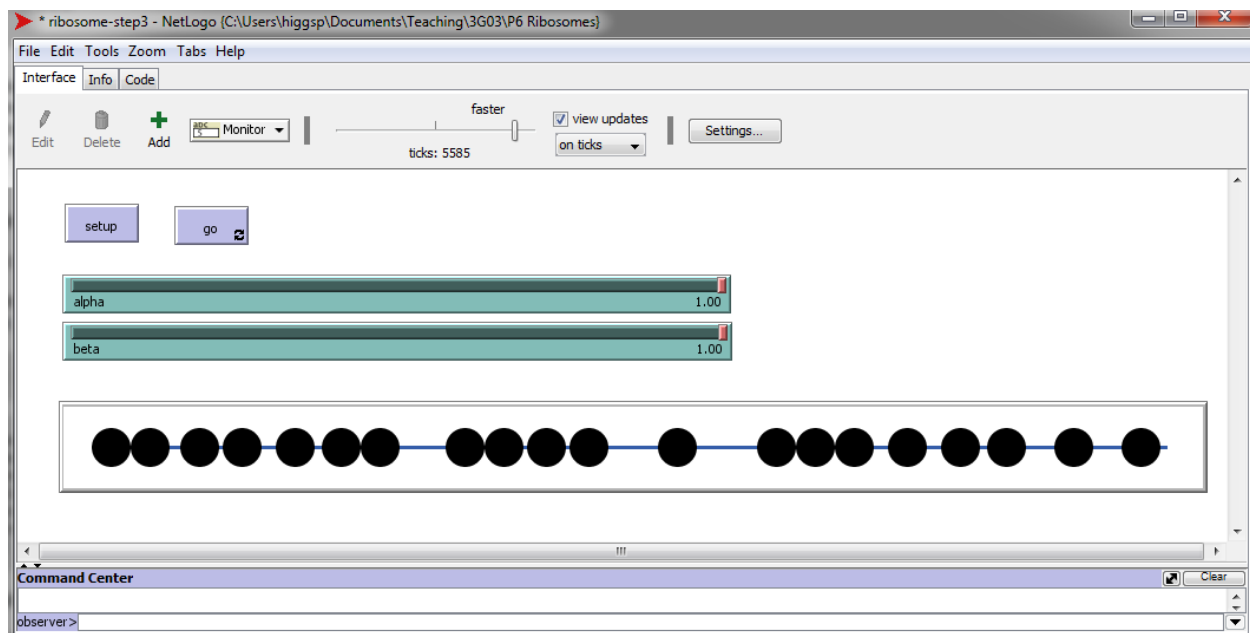 * ribosome-step3 - NetLogo {C:\Users\higgsp\Documents\Teaching\3G03\P6 Ribosomes}
File Edit Tools Zoom Tabs Help
Interface Info Code
Edit Delete Add Monitor faster ticks: 5585 view updates on ticks Settings...
setup go
alpha 1.00
beta 1.00
Command Center Clear
observer>